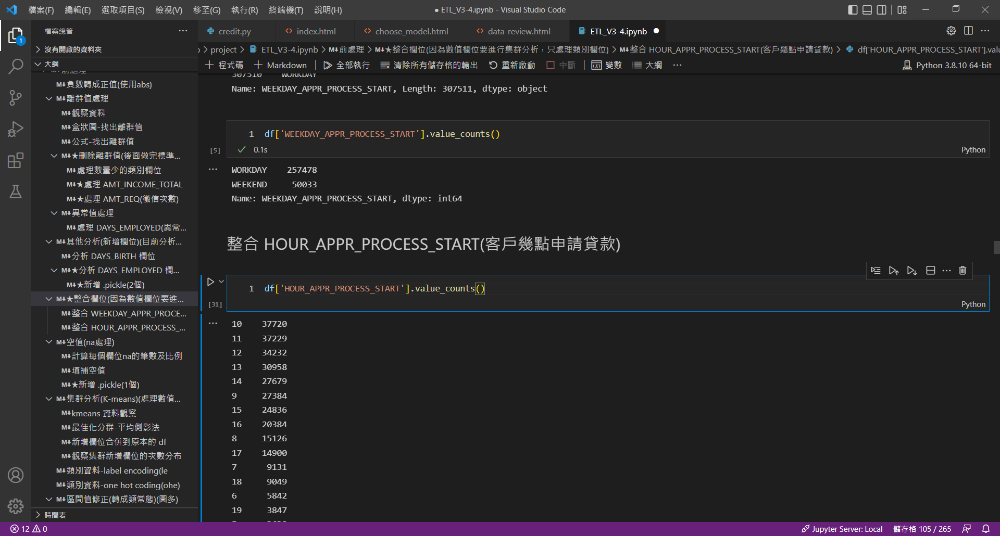 檔案(F) 編輯(E) 選取項目(S) 檢視(V) 移至(G) 執行(R) 終端機(T) 說明(H)
● ETL_V3-4.ipynb - Visual Studio Code
檔案總管
沒有開啟的資料夾
大綱
負數轉成正值(使用abs)
離群值處理
觀察資料
盒狀圖-找出離群值
公式-找出離群值
★刪除離群值(後面做完標準...
處理數量少的類別欄位
★處理 AMT_INCOME_TOTAL
★處理 AMT_REQ(徵信次數)
異常值處理
處理 DAYS_EMPLOYED(異常...
其他分析(新增欄位)(目前分析...
分析 DAYS_BIRTH 欄位
★分析 DAYS_EMPLOYED 欄...
★新增 .pickle(2個)
★整合欄位(因為數值欄位要進...
整合 WEEKDAY_APPR_PROCE...
整合 HOUR_APPR_PROCESS_...
空值(na處理)
計算每個欄位na的筆數及比例
填補空值
★新增 .pickle(1個)
集群分析(K-means)(處理數值...
kmeans 資料觀察
最佳化分群-平均側影法
新增欄位合併到原本的 df
觀察集群新增欄位的次數分布
類別資料-label encoding(le
類別資料-one hot coding(ohe)
區間值修正(轉成類常態)(圖多)
時間表
credit.py
index.html
choose_model.html
data-review.html
ETL_V3-4.ipynb ●
project > ETL_V3-4.ipynb > 前處理 > ★整合欄位(因為數值欄位要進行集群分析，只處理類別欄位) > 整合 HOUR_APPR_PROCESS_START(客戶幾點申請貸款) > df['HOUR_APPR_PROCESS_START'].valu
程式碼 Markdown 全部執行 清除所有儲存格的輸出 重新啟動 中斷 變數 大綱 ...
Python 3.8.10 64-bit
307510 WORKDAY
Name: WEEKDAY_APPR_PROCESS_START, Length: 307511, dtype: object
1 df['WEEKDAY_APPR_PROCESS_START'].value_counts()
[5] 0.1s
Python
WORKDAY 257478
WEEKEND 50033
Name: WEEKDAY_APPR_PROCESS_START, dtype: int64
整合 HOUR_APPR_PROCESS_START(客戶幾點申請貸款)
1 df['HOUR_APPR_PROCESS_START'].value_counts()
[31]
Python
10 37720
11 37229
12 34232
13 30958
14 27679
9 27384
15 24836
16 20384
8 15126
17 14900
7 9131
18 9049
6 5842
19 3847
12 0
Jupyter Server: Local 儲存格 105 / 265